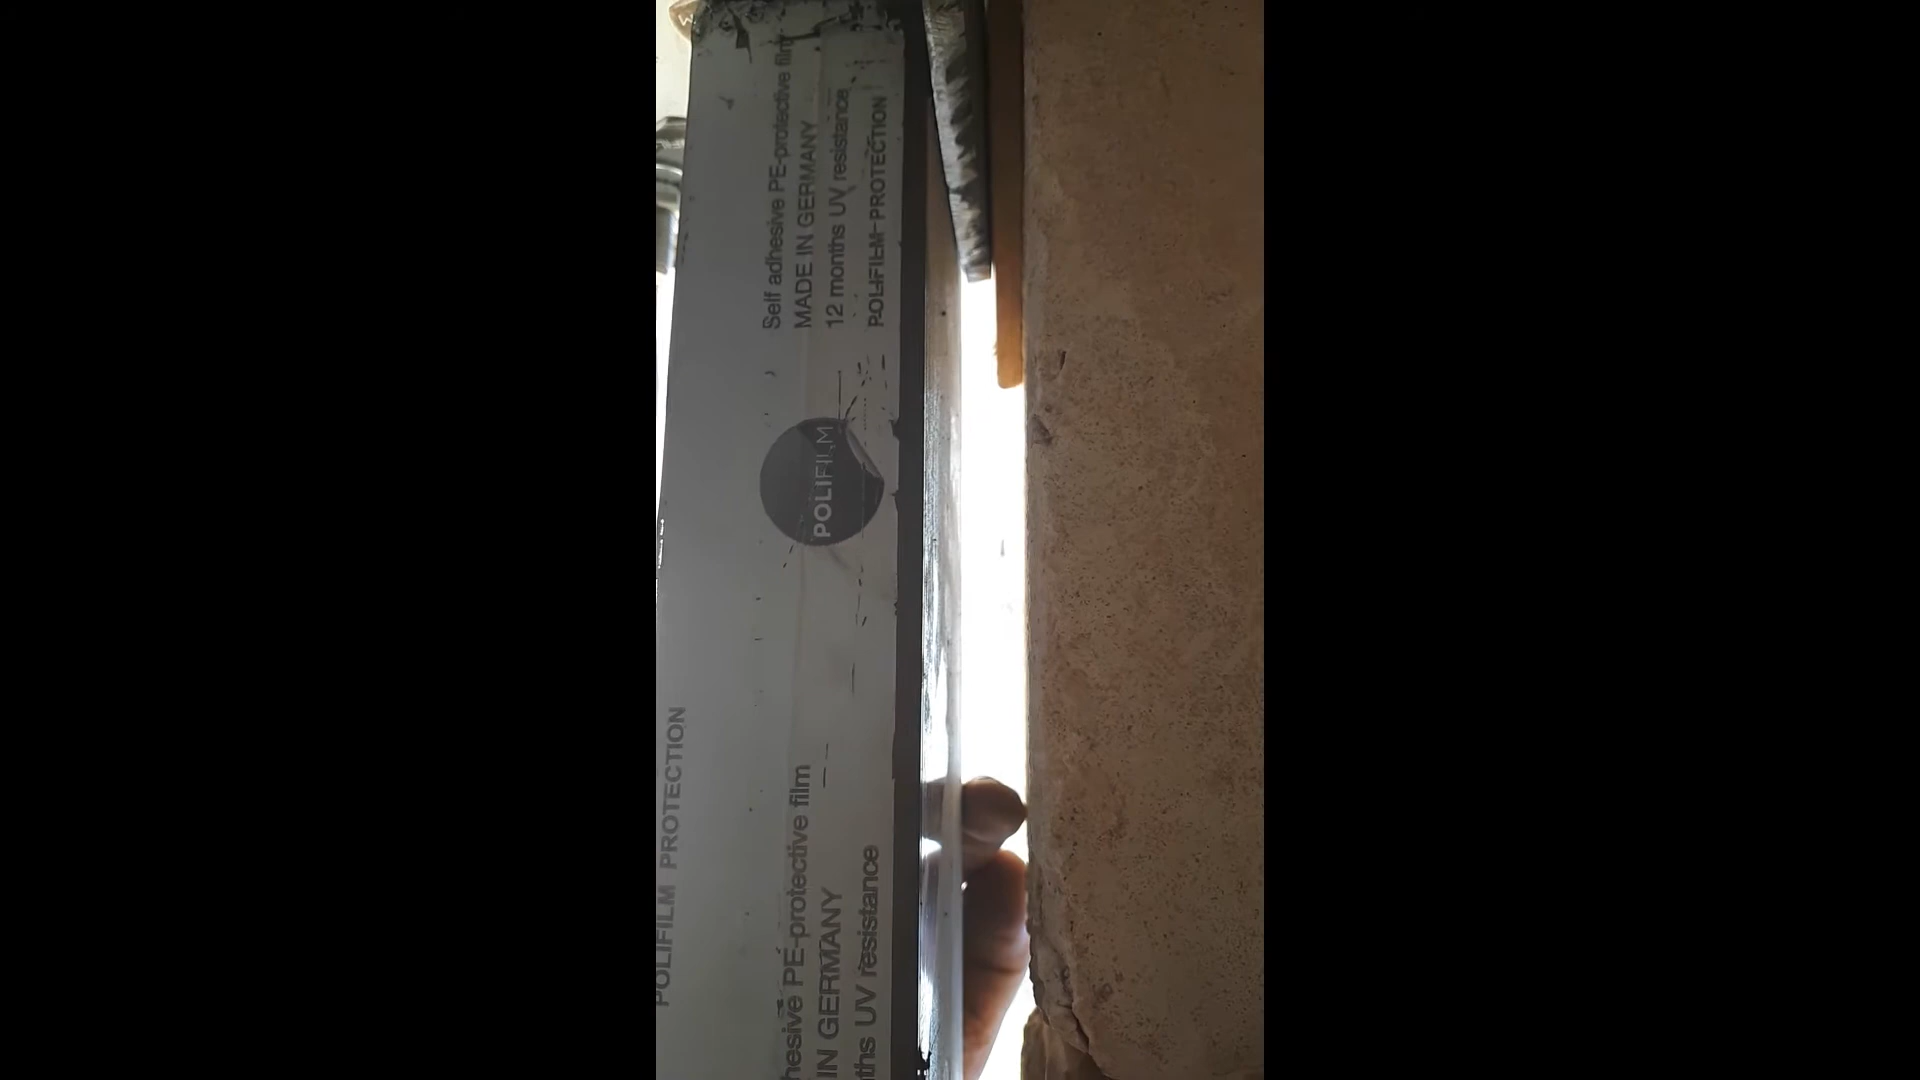 Self adhesive PE-protective film
MADE IN GERMANY
12 months UV resistance
POLIFILM PROTECTION
POLIFILM
POLIFILM PROTECTION
hesive PE-protective film
IN GERMANY
ths UV resistance